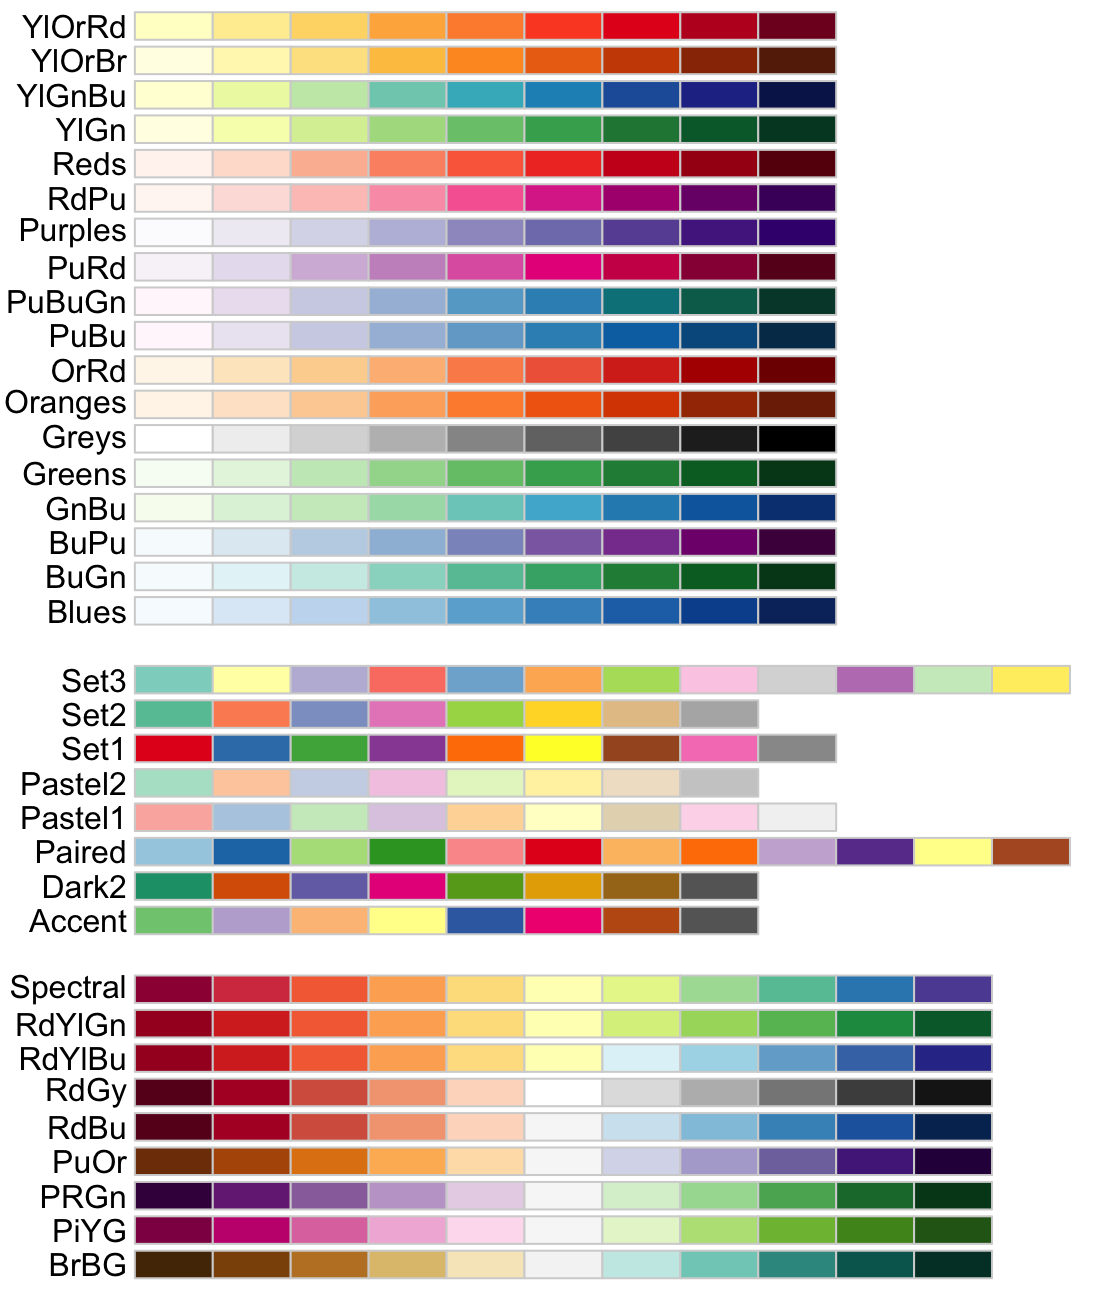 YlOrRd
YlOrBr
YlGnBu
YlGn
Reds
RdPu
Purples
PuRd
PuBuGn
PuBu
OrRd
Oranges
Greys
Greens
GnBu
BuPu
BuGn
Blues
Set3
Set2
Set1
Pastel2
Pastel1
Paired
Dark2
Accent
Spectral
RdYlGn
RdYlBu
RdGy
RdBu
PuOr
PRGn
PiYG
BrBG